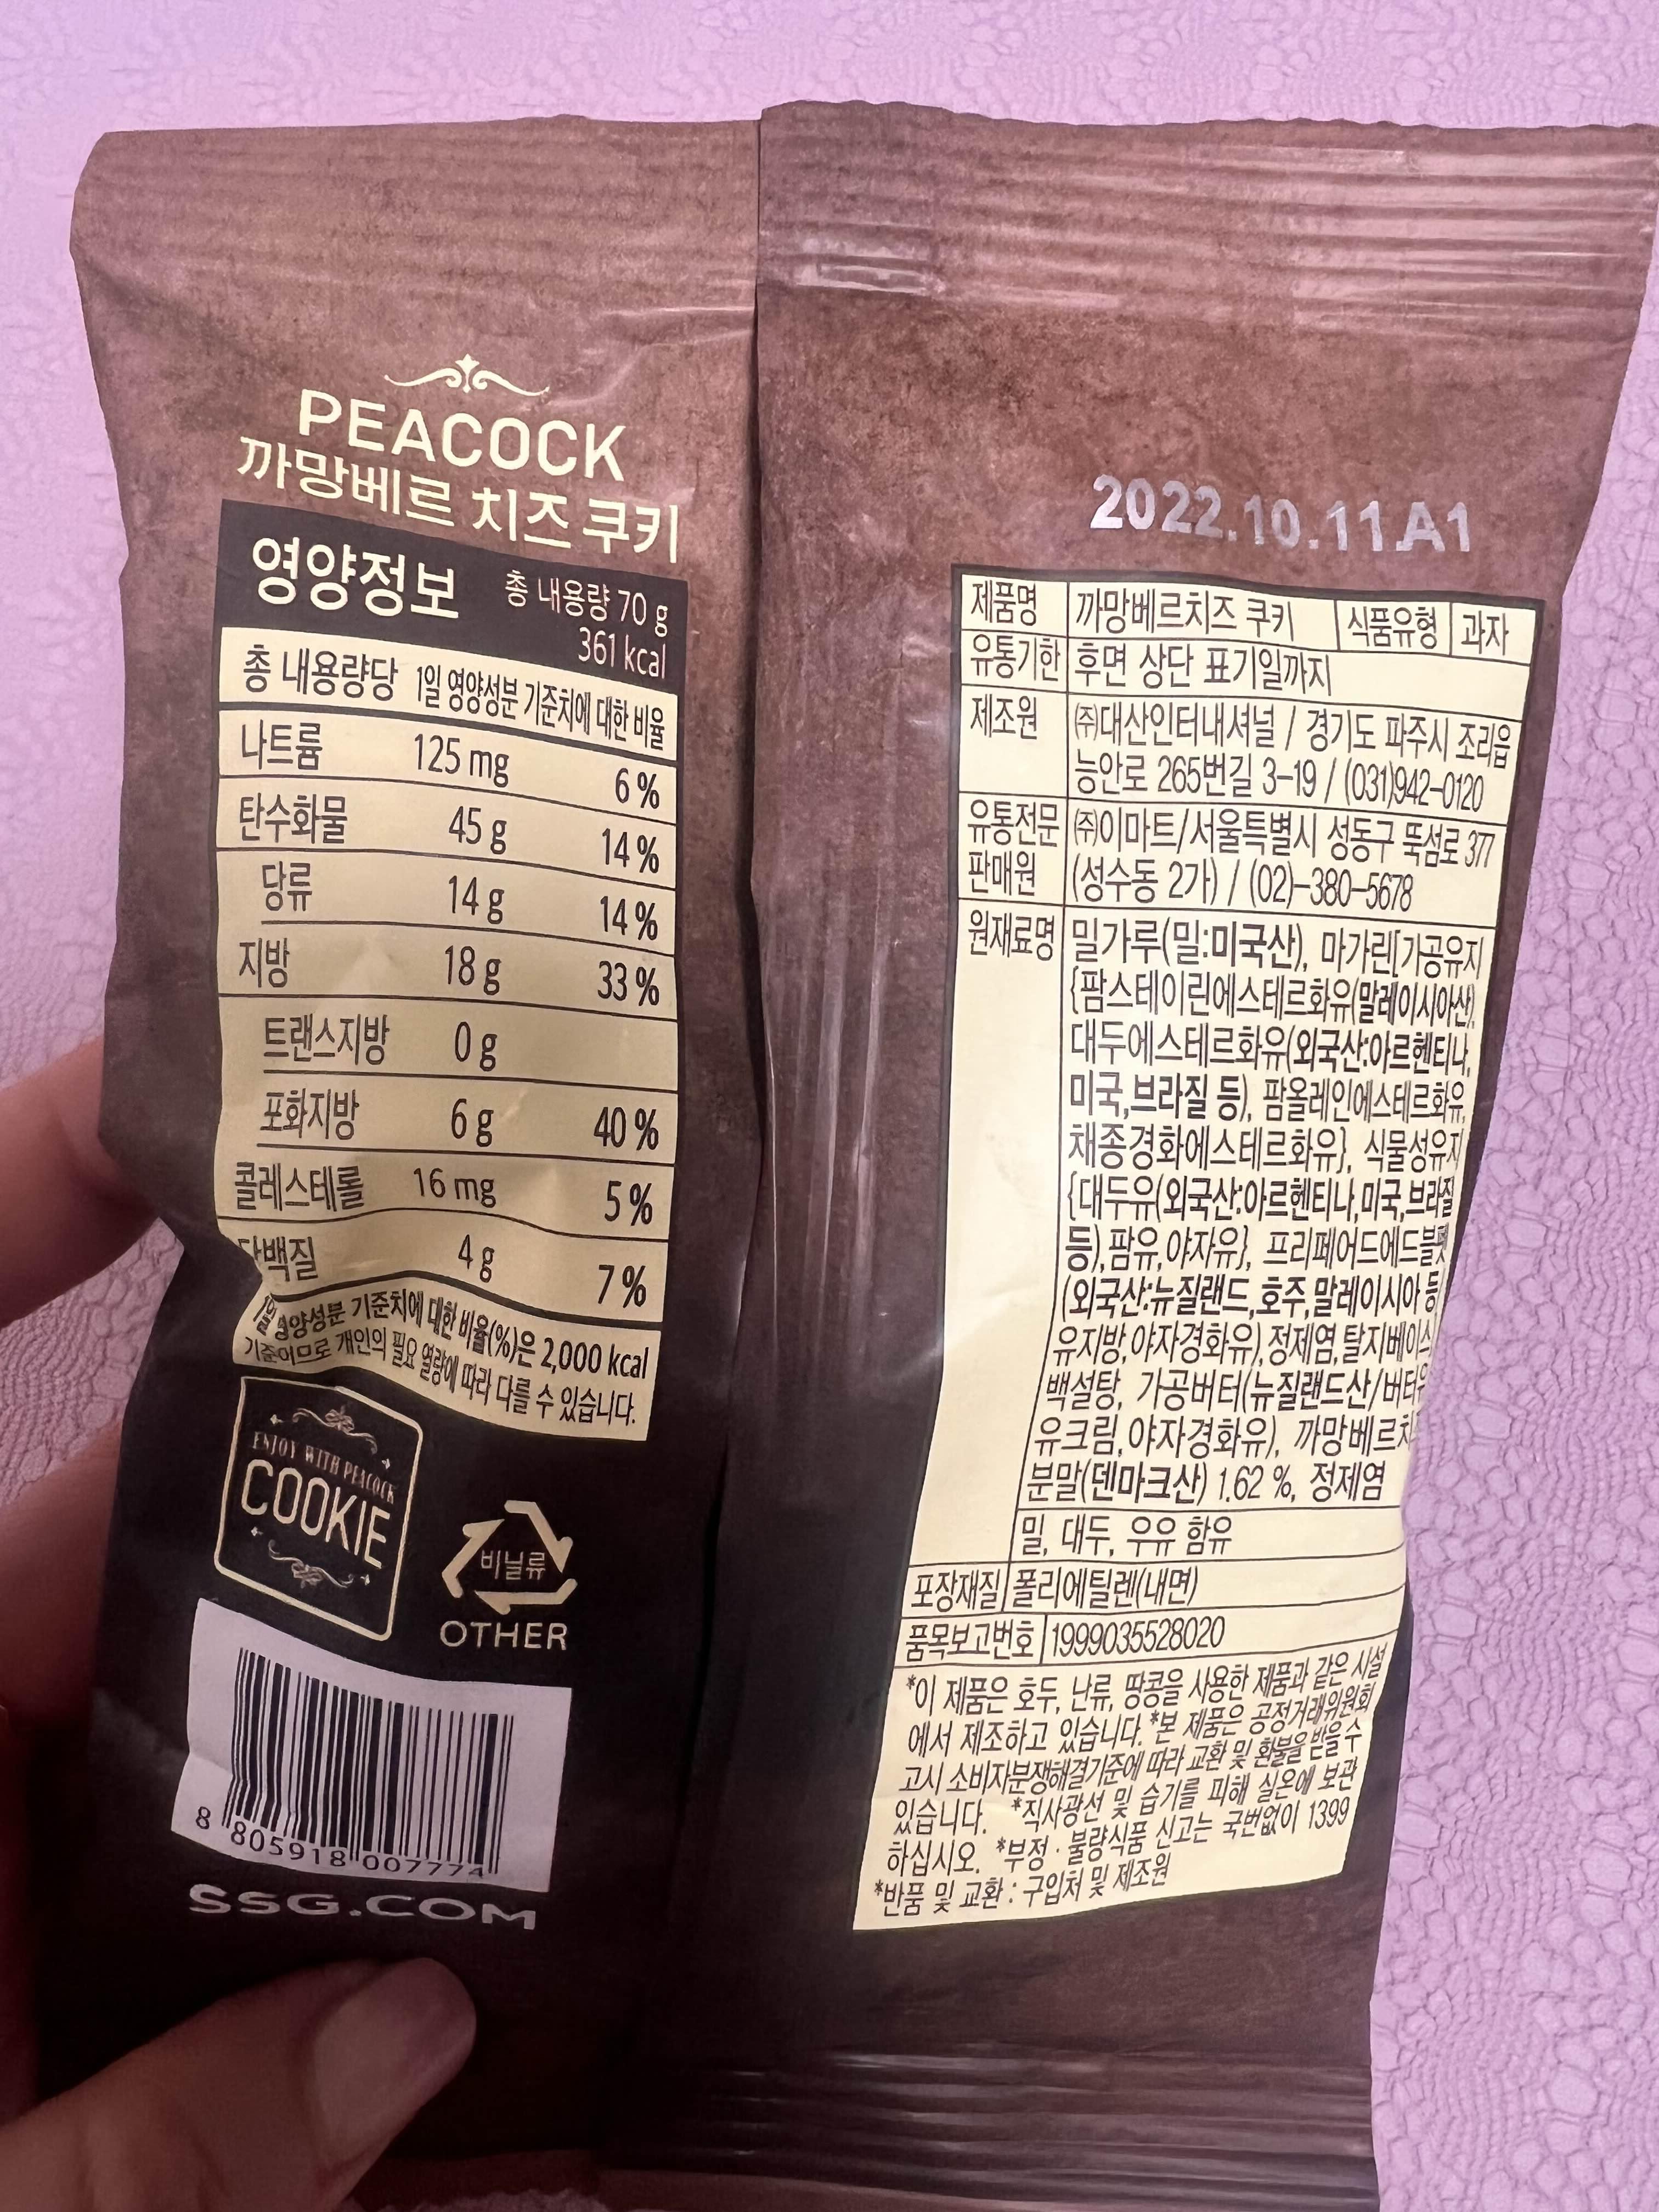 PEACOCK
까망베르 치즈 쿠키
영양정보 총 내용량 70 g
361 kcal
총 내용량당 1일 영양성분 기준치에 대한 비율
나트륨 125 mg 6 %
탄수화물 45 g 14 %
당류 14 g 14 %
지방 18 g 33 %
트랜스지방 0 g
포화지방 6 g 40 %
콜레스테롤 16 mg 5 %
단백질 4 g 7 %
1일 영양성분 기준치에 대한 비율(%)은 2,000 kcal
기준이므로 개인의 필요 열량에 따라 다를 수 있습니다.
ENJOY WITH PEACOCK
COOKIE
비닐류
OTHER
8 805918 007774
SSG.COM
2022.10.11.A1
제품명 까망베르치즈 쿠키 식품유형 과자
유통기한 후면 상단 표기일까지
제조원 ㈜대산인터내셔널 / 경기도 파주시 조리읍
능안로 265번길 3-19 / (031)942-0120
유통전문 ㈜이마트/서울특별시 성동구 뚝섬로 377
판매원 (성수동 2가) / (02)-380-5678
원재료명 밀가루(밀:미국산), 마가린[가공유지
{팜스테아린에스테르화유(말레이시아산),
대두에스테르화유(외국산:아르헨티나,
미국,브라질 등), 팜올레인에스테르화유,
채종경화에스테르화유}, 식물성유지
{대두유(외국산:아르헨티나,미국,브라질
등),팜유,야자유}, 프리페어드에드블
(외국산:뉴질랜드,호주,말레이시아 등
유지방,야자경화유),정제염,탈지베이스
백설탕, 가공버터(뉴질랜드산/버터
유크림,야자경화유), 까망베르치
분말(덴마크산) 1.62 %, 정제염
밀, 대두, 우유 함유
포장재질 폴리에틸렌(내면)
품목보고번호 1999035528020
*이 제품은 호두, 난류, 땅콩을 사용한 제품과 같은 시설
에서 제조하고 있습니다. *본 제품은 공정거래위원회
고시 소비자분쟁해결기준에 따라 교환 및 환불을 받을 수
있습니다. *직사광선 및 습기를 피해 실온에 보관
하십시오. *부정·불량식품 신고는 국번없이 1399
*반품 및 교환 : 구입처 및 제조원